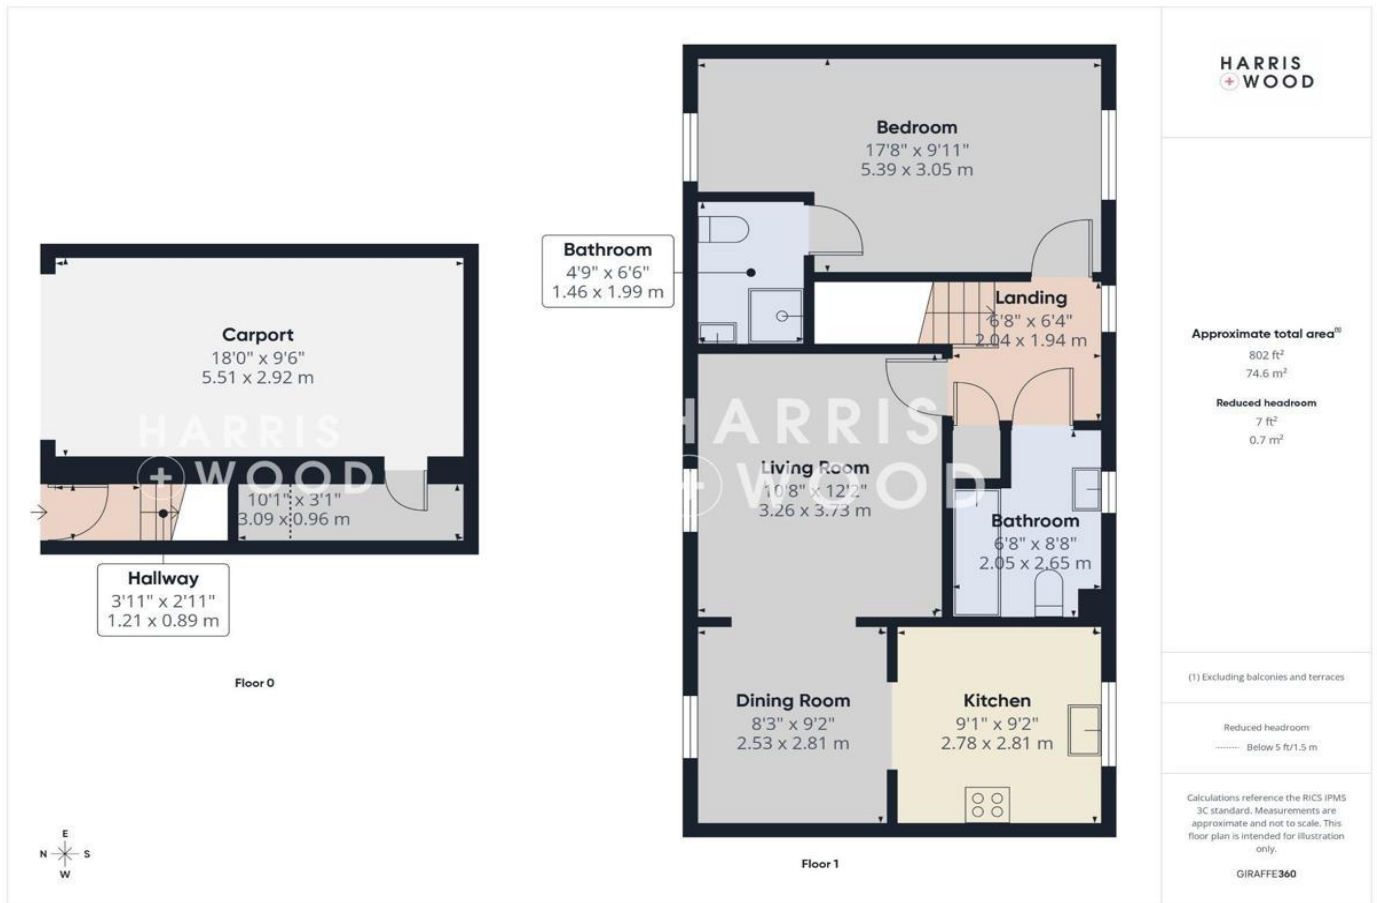 HARRIS
WOOD
Bedroom
17'8" x 9'11"
5.39 x 3.05 m
Bathroom
4'9" x 6'6"
1.46 x 1.99 m
Landing
6'8" x 6'4"
2.04 x 1.94 m
Carport
18'0" x 9'6"
5.51 x 2.92 m
HARRIS
WOOD
10'1" x 3'1"
3.09 x 0.96 m
Hallway
3'11" x 2'11"
1.21 x 0.89 m
Floor 0
HARRIS
WOOD
Living Room
10'8" x 12'2"
3.26 x 3.73 m
Bathroom
6'8" x 8'8"
2.05 x 2.65 m
Dining Room
8'3" x 9'2"
2.53 x 2.81 m
Kitchen
9'1" x 9'2"
2.78 x 2.81 m
Floor 1
E
N S
W
Approximate total area(1)
802 ft²
74.6 m²
Reduced headroom
7 ft²
0.7 m²
(1) Excluding balconies and terraces
Reduced headroom
Below 5 ft/1.5 m
Calculations reference the RICS IPMS
3C standard. Measurements are
approximate and not to scale. This
floor plan is intended for illustration
only.
GIRAFFE360